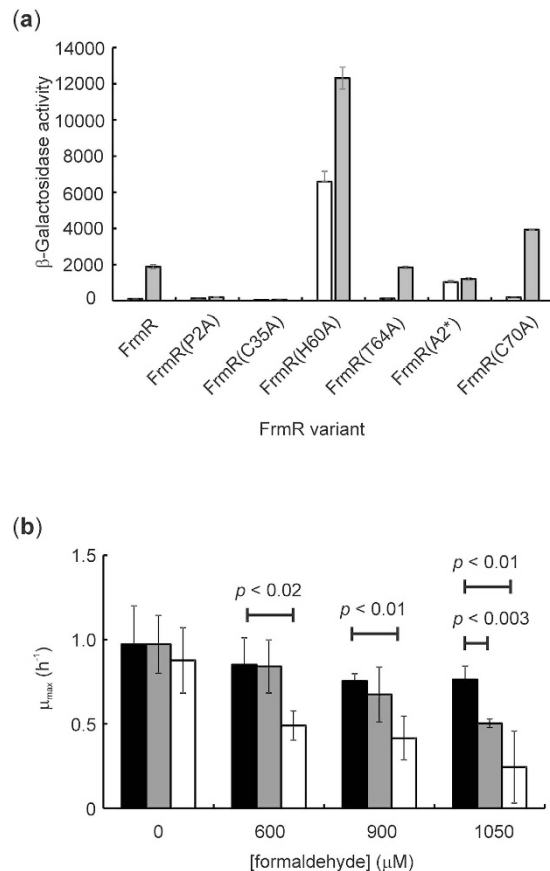 (a)
14000
12000
10000
8000
6000
4000
2000
0
β-Galactosidase activity
FrmR
FrmR(P2A)
FrmR(C35A)
FrmR(H60A)
FrmR(T64A)
FrmR(A2*)
FrmR(C70A)
FrmR variant
(b)
1.5
1.0
0.5
0
μmax (h⁻¹)
p < 0.02
p < 0.01
p < 0.01
p < 0.003
0 600 900 1050
[formaldehyde] (μM)